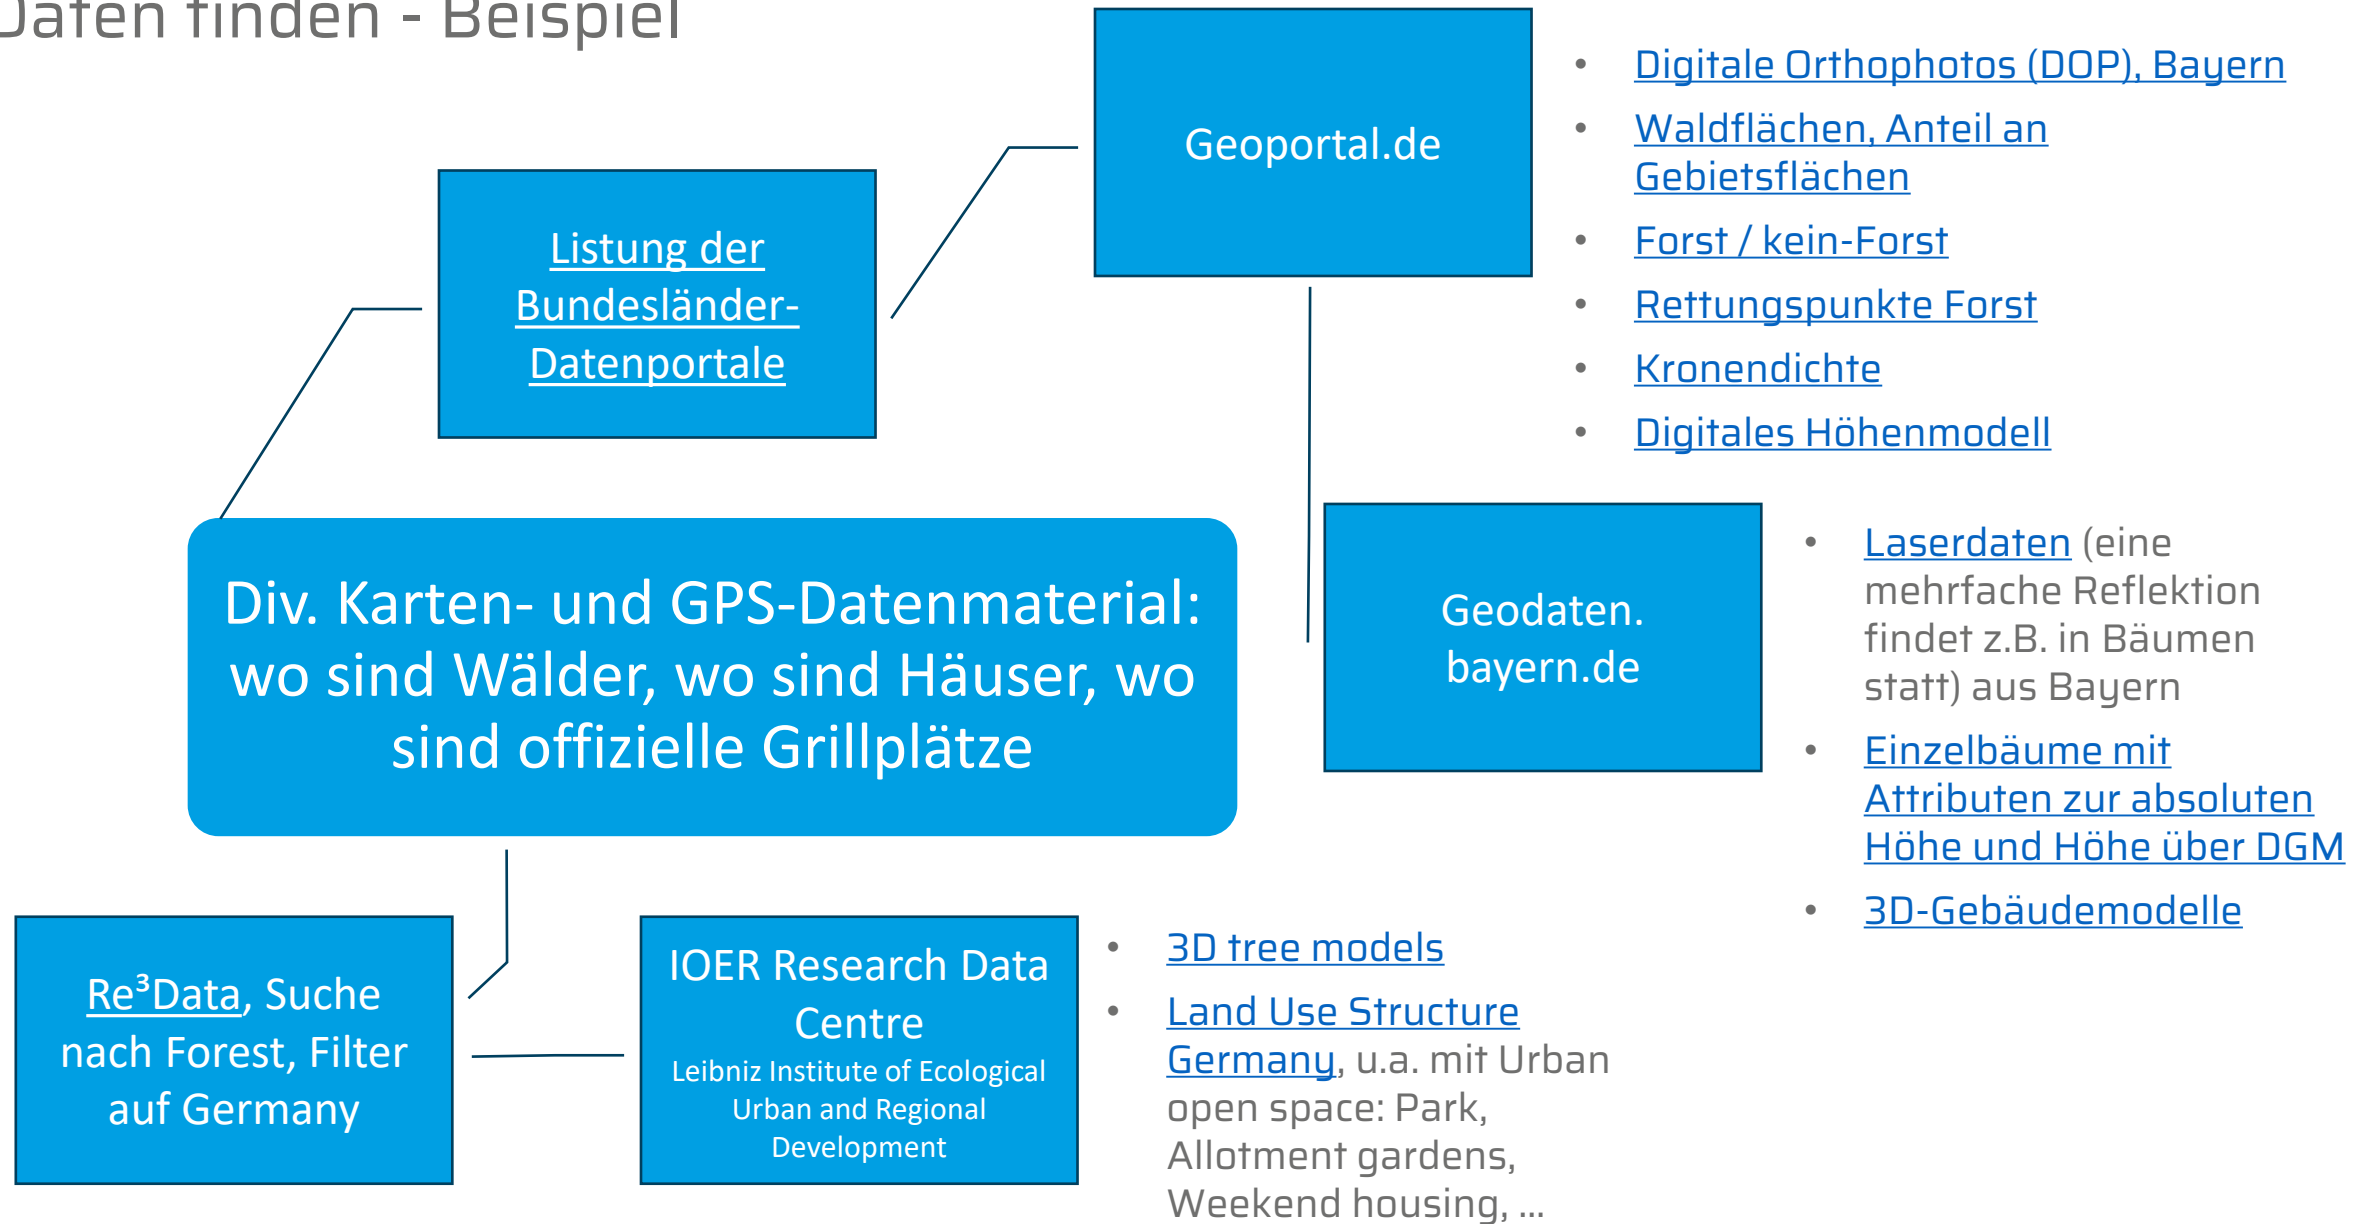 Daten finden - Beispiel
Geoportal.de
• Digitale Orthophotos (DOP), Bayern
• Waldflächen, Anteil an
Gebietsflächen
• Forst / kein-Forst
• Rettungspunkte Forst
• Kronendichte
• Digitales Höhenmodell
Listung der
Bundesländer-
Datenportale
Div. Karten- und GPS-Datenmaterial:
wo sind Wälder, wo sind Häuser, wo
sind offizielle Grillplätze
Geodaten.
bayern.de
• Laserdaten (eine
mehrfache Reflektion
findet z.B. in Bäumen
statt) aus Bayern
• Einzelbäume mit
Attributen zur absoluten
Höhe und Höhe über DGM
• 3D-Gebäudemodelle
Re³Data, Suche
nach Forest, Filter
auf Germany
IOER Research Data
Centre
Leibniz Institute of Ecological
Urban and Regional
Development
• 3D tree models
• Land Use Structure
Germany, u.a. mit Urban
open space: Park,
Allotment gardens,
Weekend housing, ...